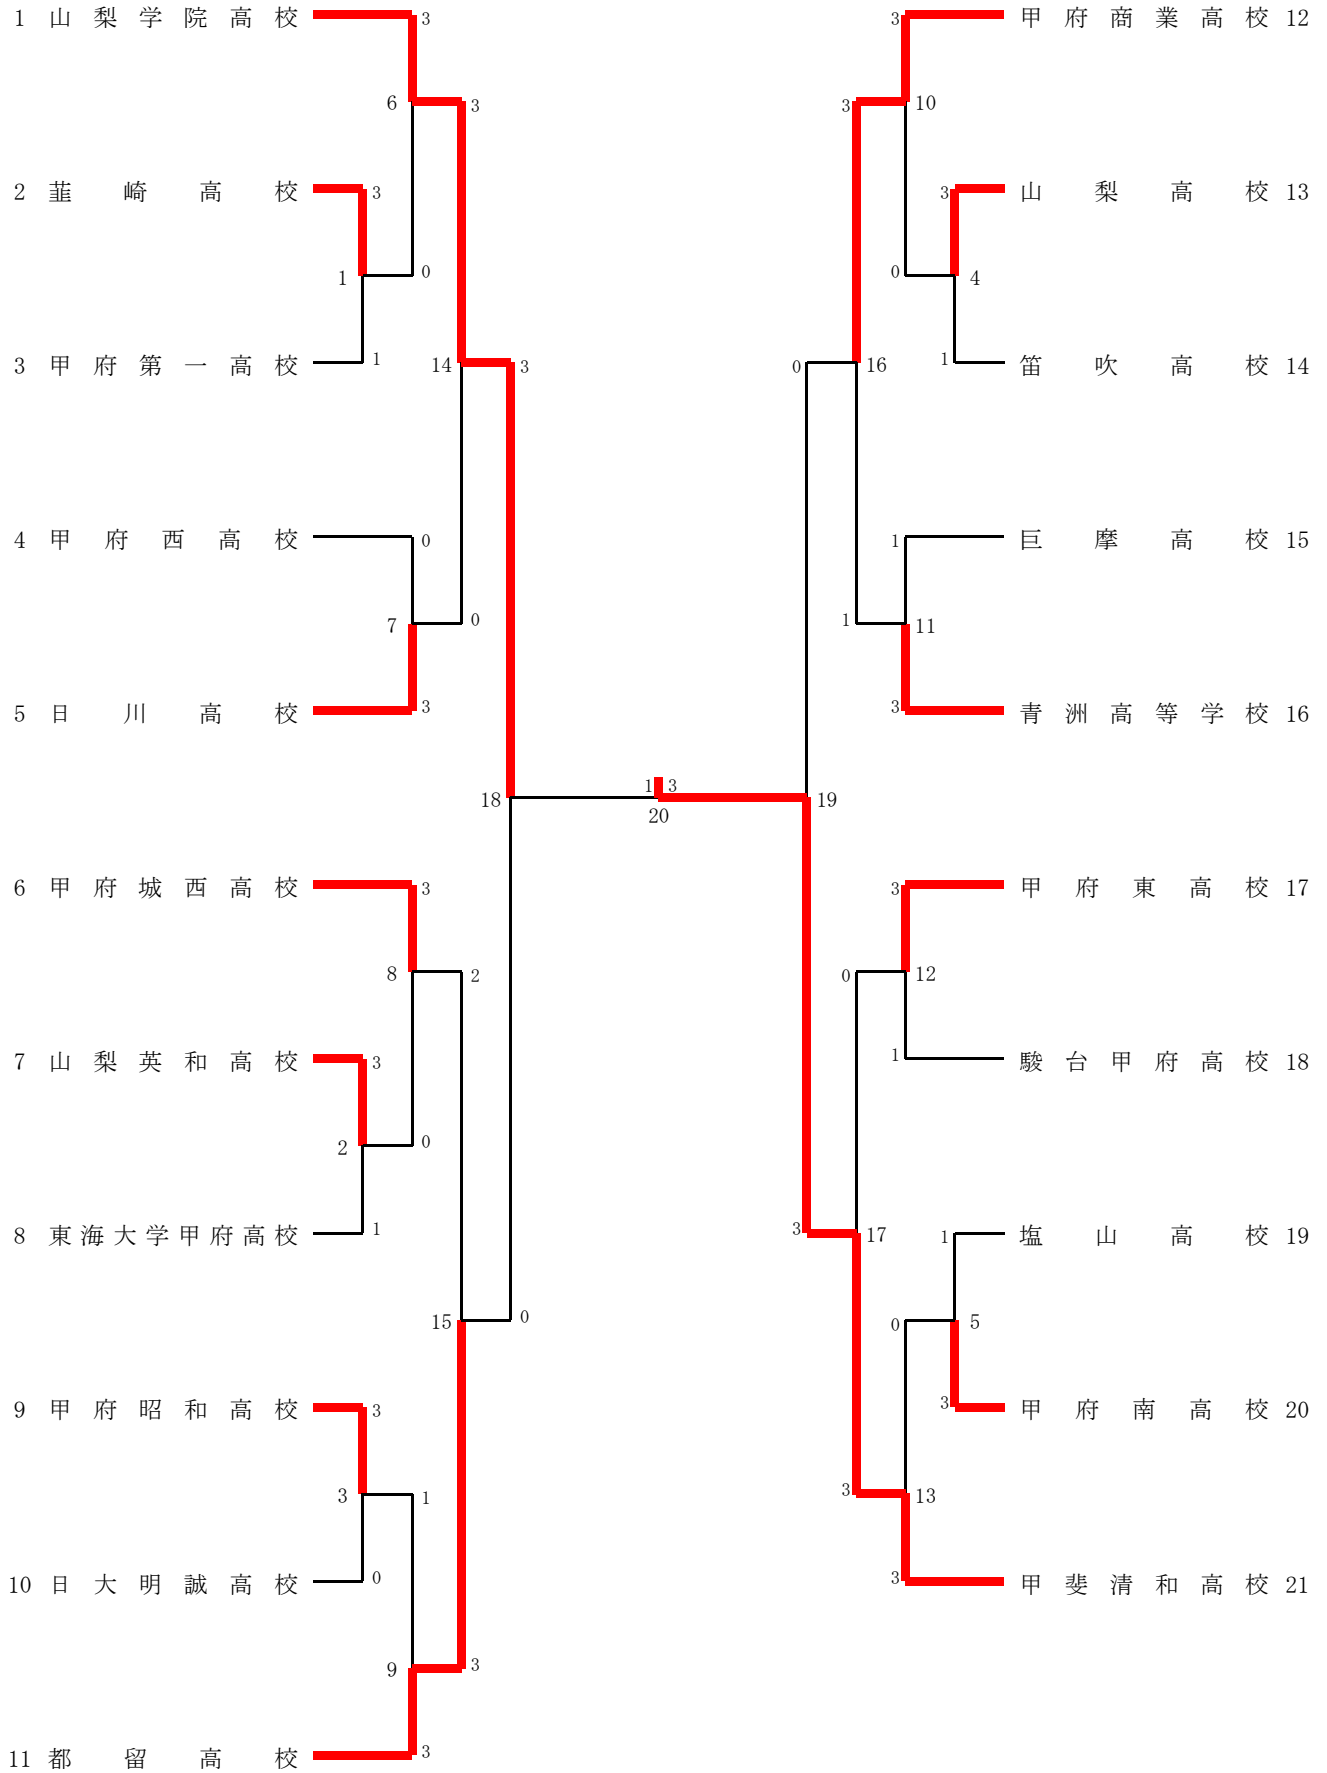 1 山梨学院高校 3 3 甲府商業高校 12
6 3 3 10
2 韮崎高校 3 3 山梨高校 13
1 0 0 4
3 甲府第一高校 1 14 3 0 16 1 笛吹高校 14
4 甲府西高校 0 1 巨摩高校 15
7 0 1 11
5 日川高校 3 3 青洲高等学校 16
18 1 3 19
20
6 甲府城西高校 3 3 甲府東高校 17
8 2 0 12
7 山梨英和高校 3 1 駿台甲府高校 18
2 0
8 東海大学甲府高校 1 3 17 1 塩山高校 19
15 0 0 5
9 甲府昭和高校 3 3 甲府南高校 20
3 1 3 13
10 日大明誠高校 0 3 甲斐清和高校 21
9 3
11 都留高校 3